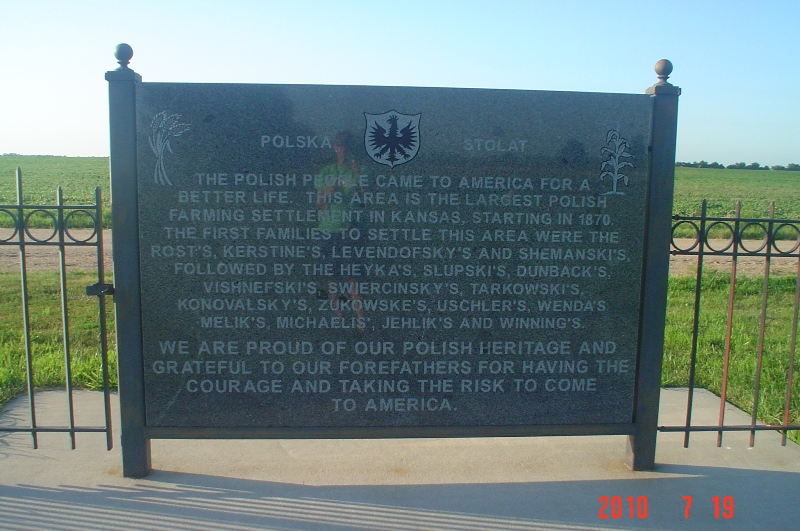 POLSKA STOLAT
THE POLISH PEOPLE CAME TO AMERICA FOR A
BETTER LIFE. THIS AREA IS THE LARGEST POLISH
FARMING SETTLEMENT IN KANSAS, STARTING IN 1870.
THE FIRST FAMILIES TO SETTLE THIS AREA WERE THE
ROST'S, KERSTINE'S, LEVENDOFSKY'S AND SHEMANSKI'S,
FOLLOWED BY THE HEYKA'S, SLUPSKI'S, DUNBACK'S,
VISHNEFSKI'S, SWIERCINSKY'S, TARKOWSKI'S,
KONOVALSKY'S, ZUKOWSKE'S, USCHLER'S, WENDA'S
MELIK'S, MICHAELIS', JEHLIK'S AND WINNING'S.
WE ARE PROUD OF OUR POLISH HERITAGE AND
GRATEFUL TO OUR FOREFATHERS FOR HAVING THE
COURAGE AND TAKING THE RISK TO COME
TO AMERICA.
2010 7 19